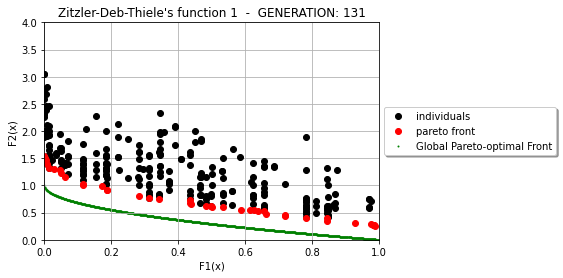 Zitzler-Deb-Thiele's function 1  -  GENERATION: 131
4.0
3.5
3.0
2.5
2.0
1.5
1.0
0.5
0.0
F2(x)
0.0 0.2 0.4 0.6 0.8 1.0
F1(x)
individuals
pareto front
Global Pareto-optimal Front